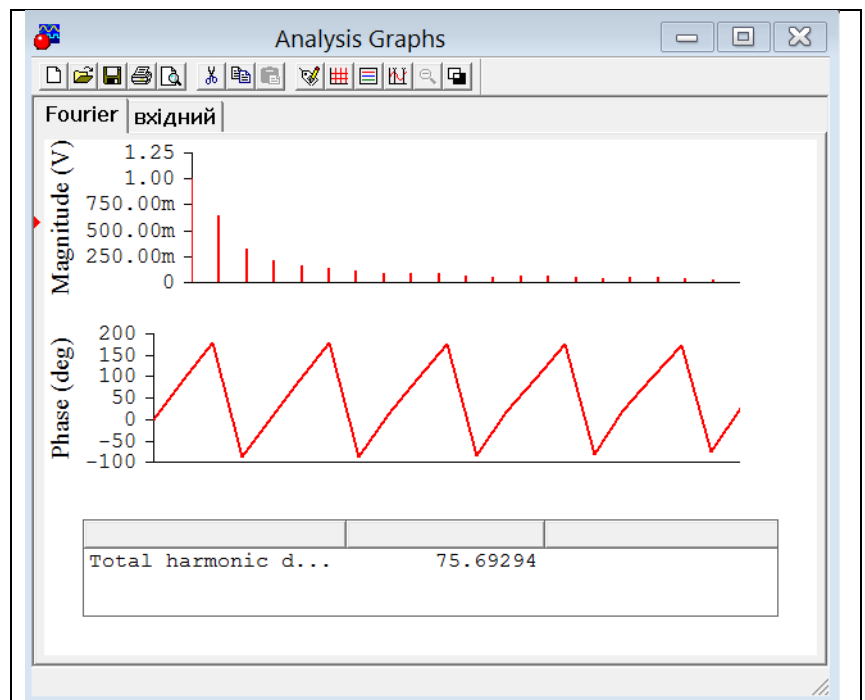 Analysis Graphs
Fourier вхідний
Magnitude (V)
1.25
1.00
750.00m
500.00m
250.00m
0
Phase (deg)
200
150
100
50
0
-50
-100
Total harmonic d... 75.69294